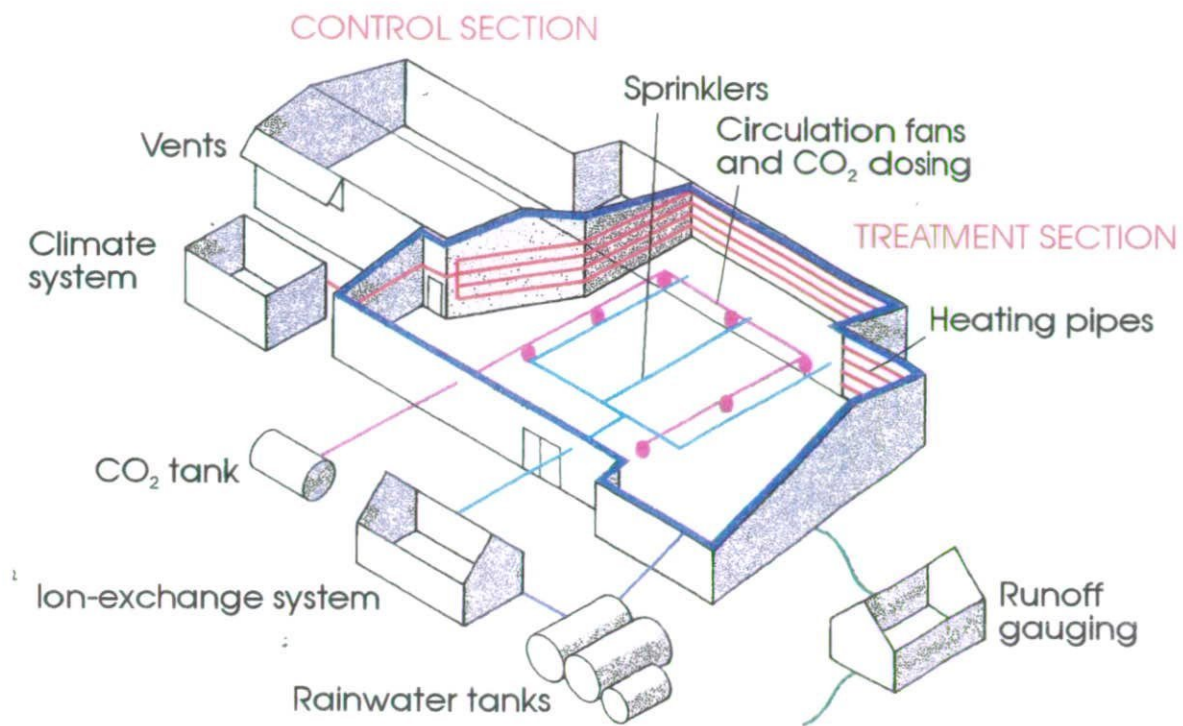 CONTROL SECTION
Sprinklers
Circulation fans
and CO₂ dosing
Vents
TREATMENT SECTION
Climate
system
Heating pipes
CO₂ tank
Ion-exchange system
Runoff
gauging
Rainwater tanks